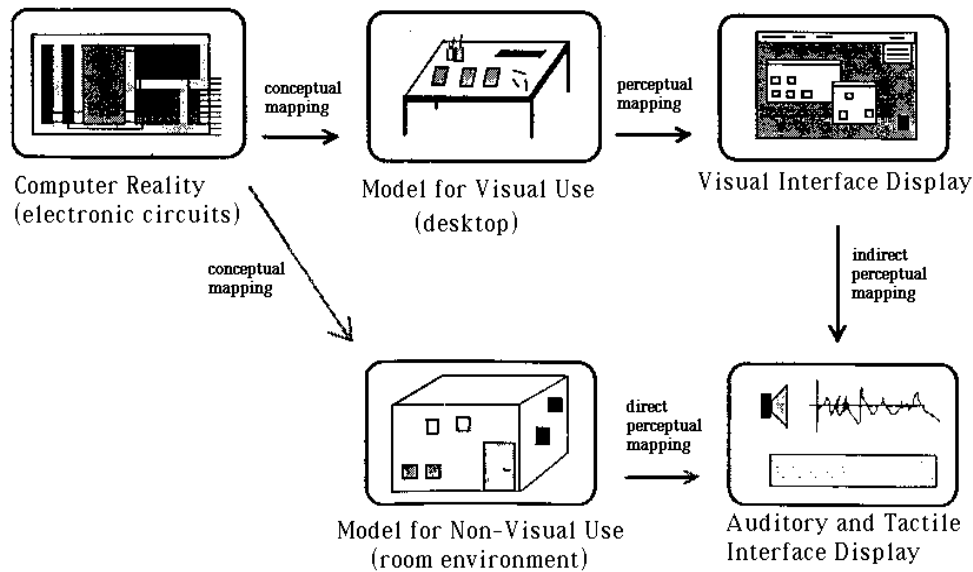 conceptual
mapping
perceptual
mapping
Computer Reality
(electronic circuits)
Model for Visual Use
(desktop)
Visual Interface Display
conceptual
mapping
indirect
perceptual
mapping
direct
perceptual
mapping
Model for Non-Visual Use
(room environment)
Auditory and Tactile
Interface Display